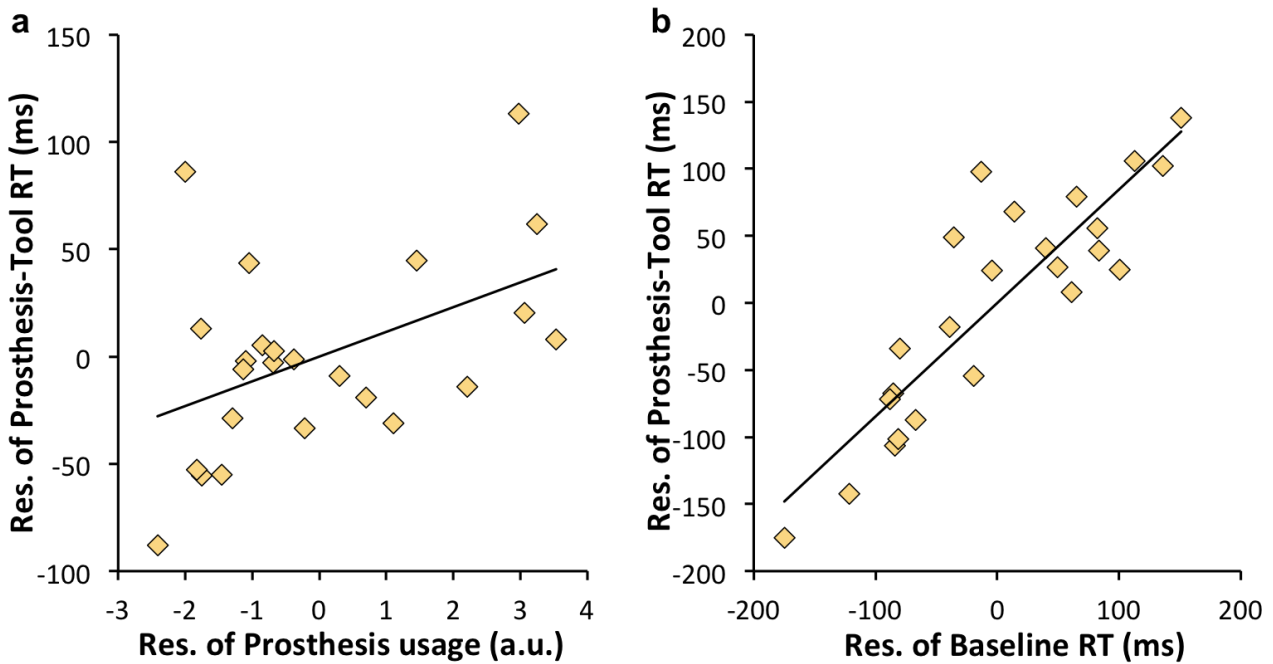 a
150
100
50
0
-50
-100
-3 -2 -1 0 1 2 3 4
Res. of Prosthesis-Tool RT (ms)
Res. of Prosthesis usage (a.u.)
b
200
150
100
50
0
-50
-100
-150
-200
-200 -100 0 100 200
Res. of Prosthesis-Tool RT (ms)
Res. of Baseline RT (ms)